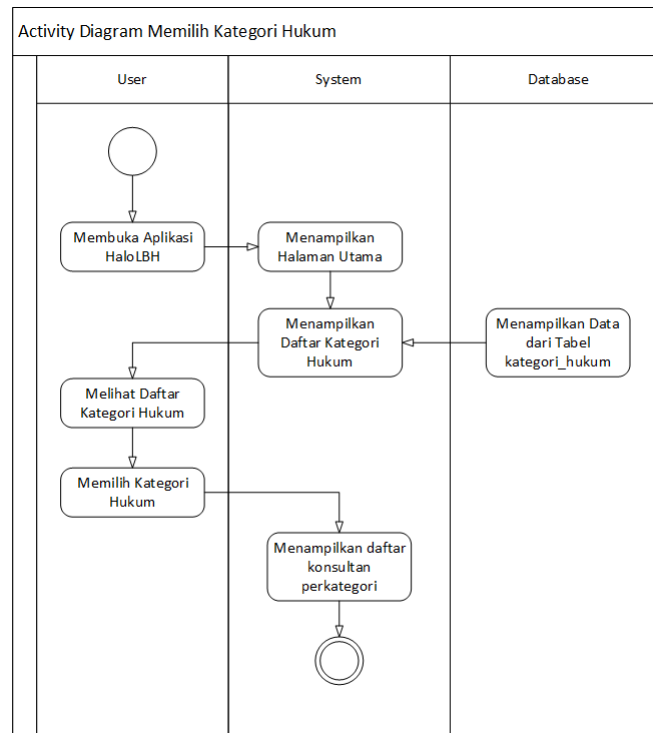 Activity Diagram Memilih Kategori Hukum
User
System
Database
Membuka Aplikasi
HaloLBH
Menampilkan
Halaman Utama
Menampilkan
Daftar Kategori
Hukum
Menampilkan Data
dari Tabel
kategori_hukum
Melihat Daftar
Kategori Hukum
Memilih Kategori
Hukum
Menampilkan daftar
konsultan
perkategori